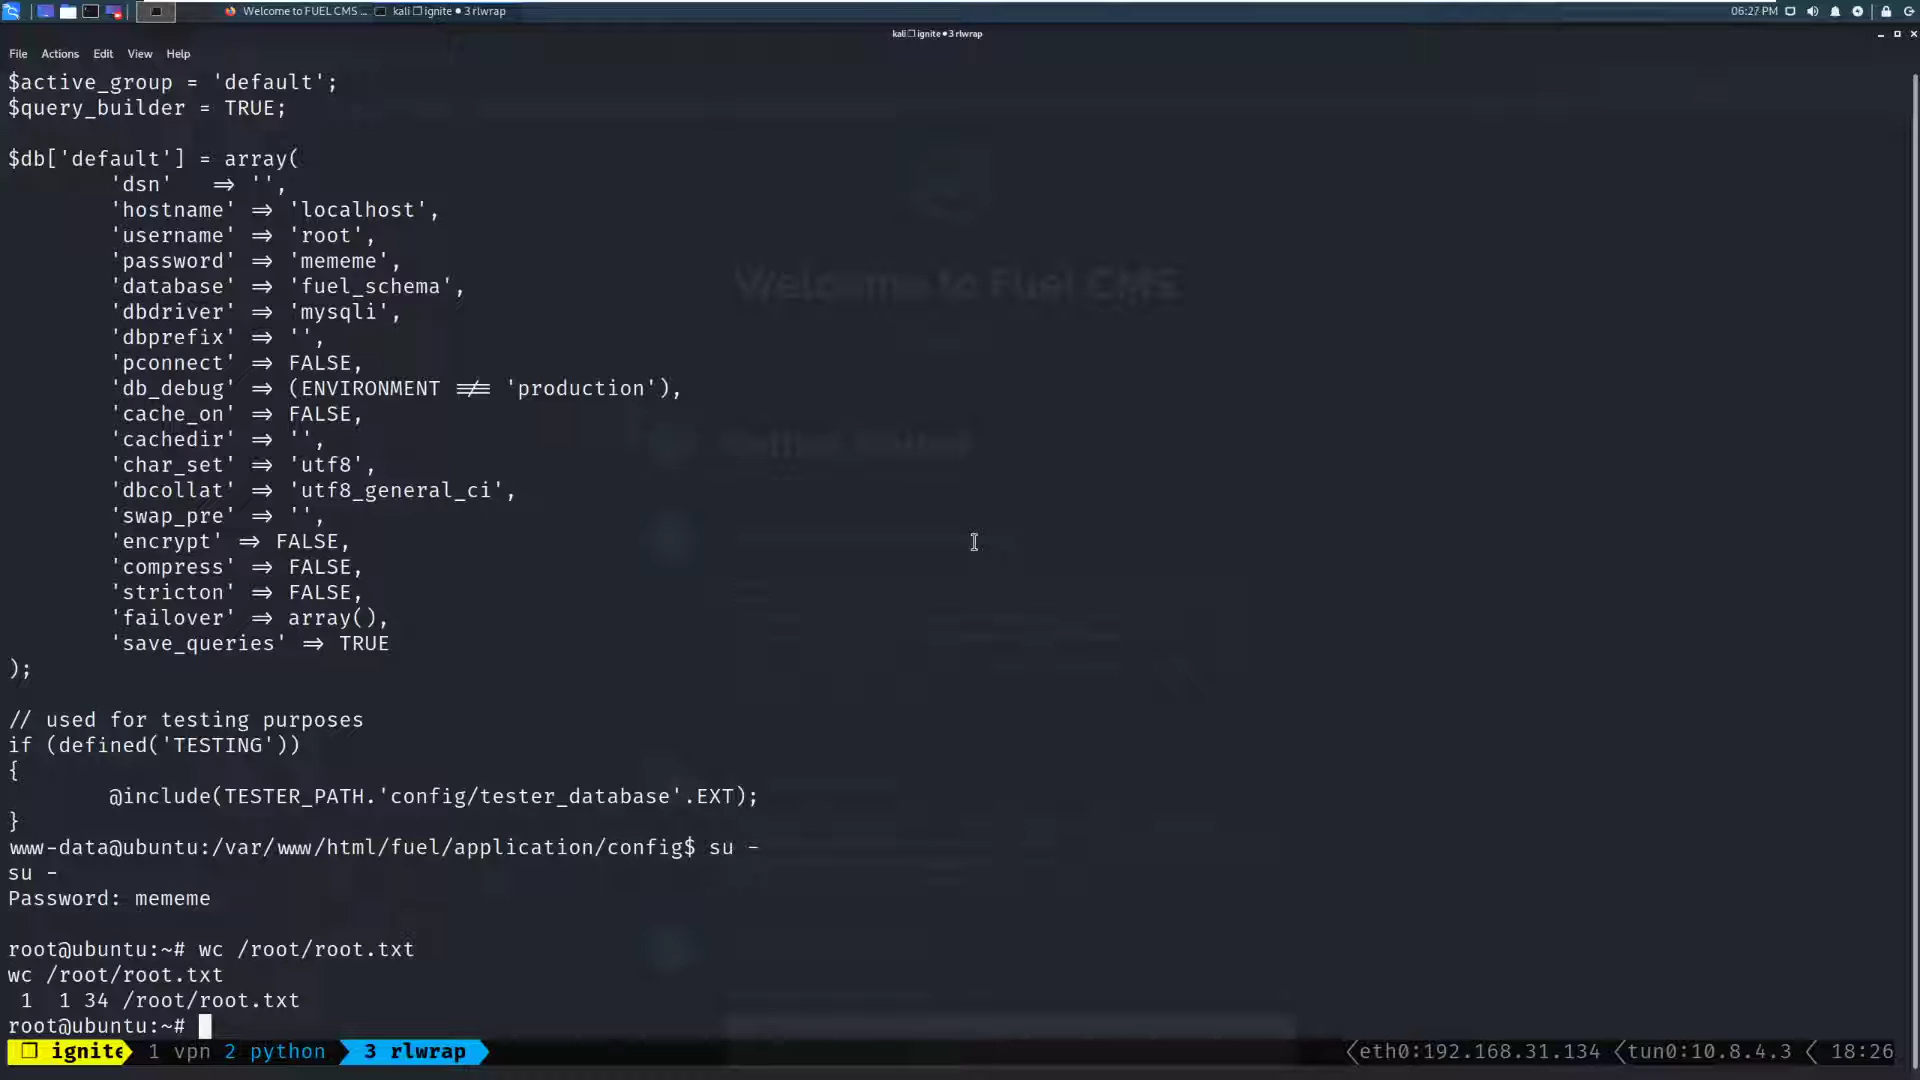 Welcome to FUEL CMS ...
kali ❐ ignite ● 3 rlwrap
06:27 PM
kali ❐ ignite ● 3 rlwrap
File Actions Edit View Help
$active_group = 'default';
$query_builder = TRUE;
$db['default'] = array(
'dsn' => '',
'hostname' => 'localhost',
'username' => 'root',
'password' => 'mememe',
'database' => 'fuel_schema',
'dbdriver' => 'mysqli',
'dbprefix' => '',
'pconnect' => FALSE,
'db_debug' => (ENVIRONMENT !== 'production'),
'cache_on' => FALSE,
'cachedir' => '',
'char_set' => 'utf8',
'dbcollat' => 'utf8_general_ci',
'swap_pre' => '',
'encrypt' => FALSE,
'compress' => FALSE,
'stricton' => FALSE,
'failover' => array(),
'save_queries' => TRUE
);
// used for testing purposes
if (defined('TESTING'))
{
@include(TESTER_PATH.'config/tester_database'.EXT);
}
www-data@ubuntu:/var/www/html/fuel/application/config$ su -
su -
Password: mememe
root@ubuntu:~# wc /root/root.txt
wc /root/root.txt
1 1 34 /root/root.txt
root@ubuntu:~#
❐ ignite 1 vpn 2 python 3 rlwrap
eth0:192.168.31.134 tun0:10.8.4.3 18:26
Welcome to Fuel CMS
Getting Started